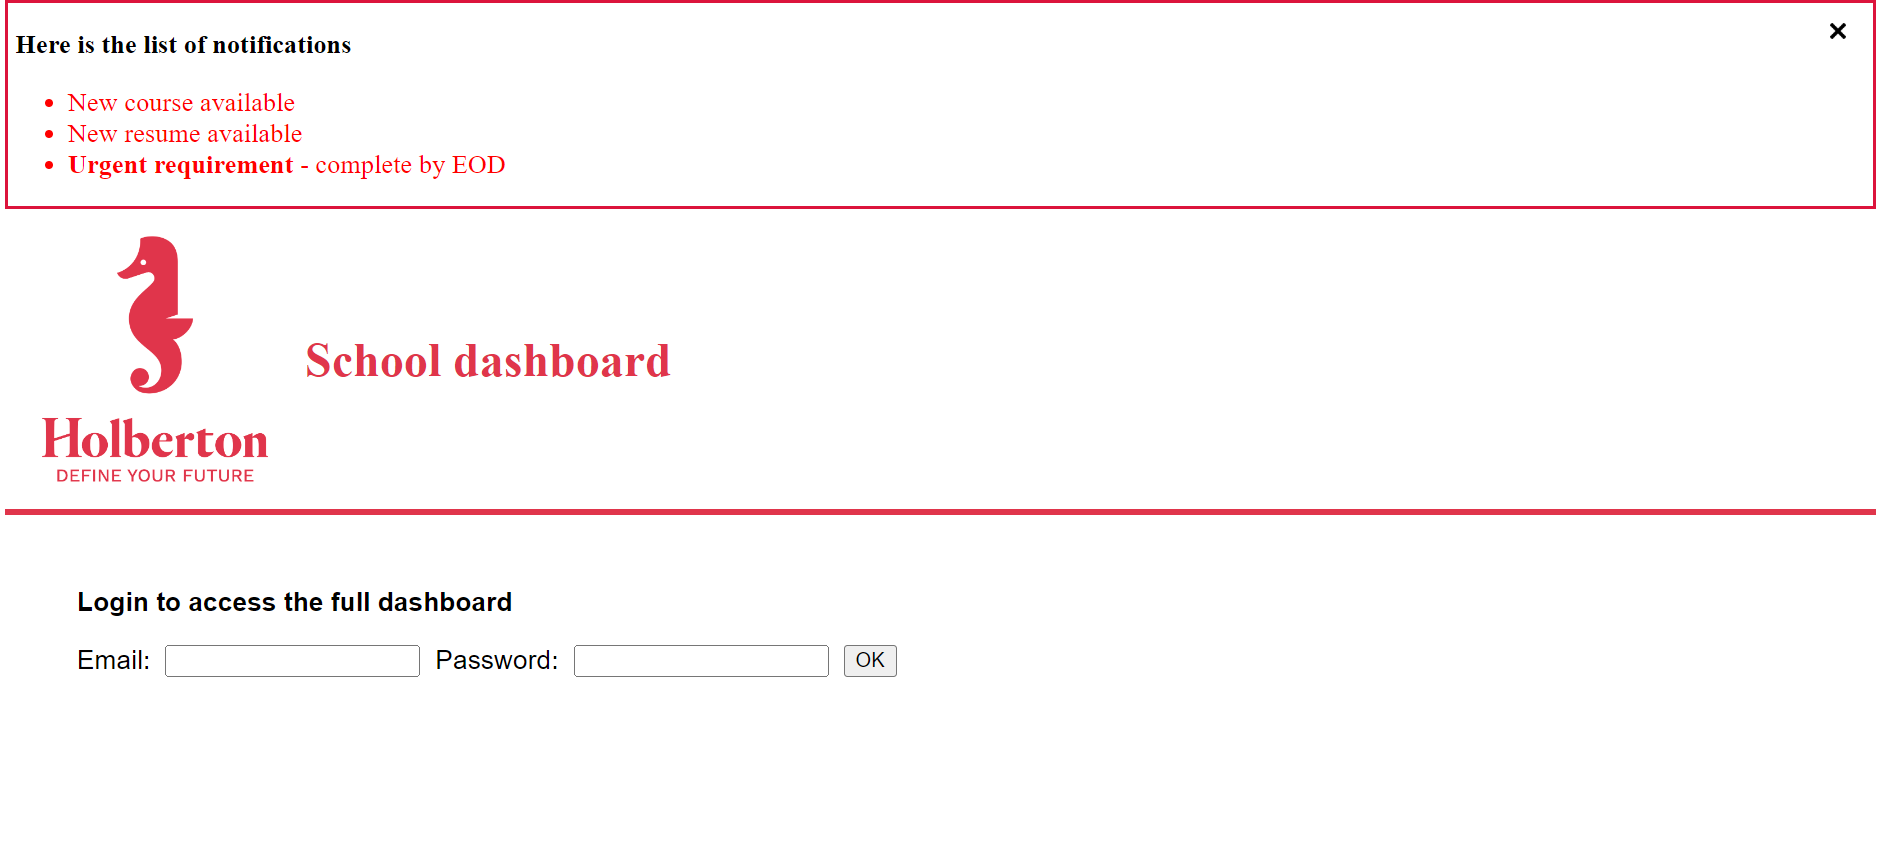 Here is the list of notifications
New course available
New resume available
Urgent requirement - complete by EOD
School dashboard
Holberton
DEFINE YOUR FUTURE
Login to access the full dashboard
Email: Password: OK